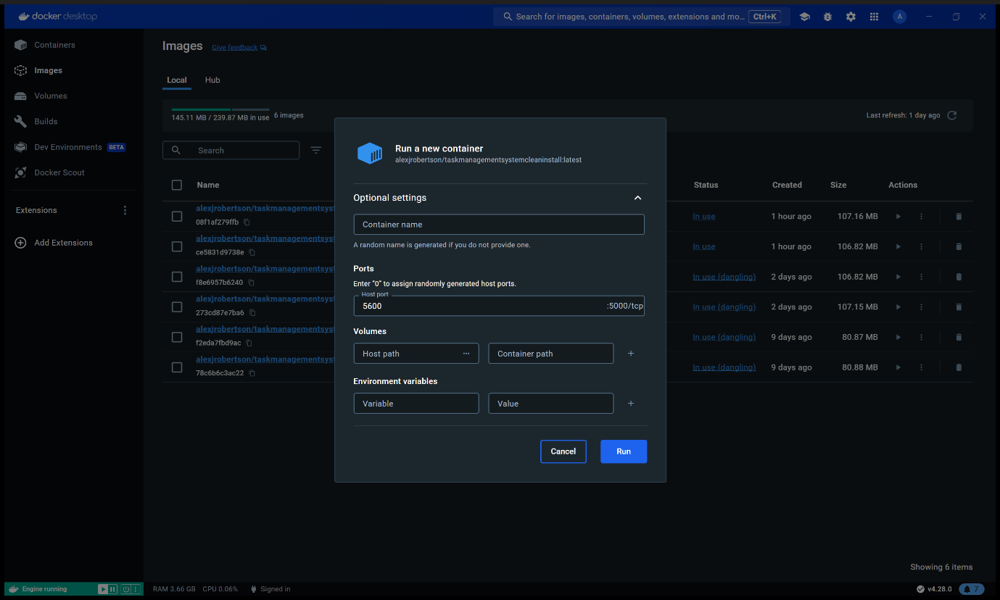 docker desktop
Search for images, containers, volumes, extensions and mo... Ctrl+K
A
Containers
Images
Volumes
Builds
Dev Environments BETA
Docker Scout
Extensions
Add Extensions
Images Give feedback
Local Hub
145.11 MB / 239.87 MB in use 6 images
Last refresh: 1 day ago
Search
Name Status Created Size Actions
alexjrobertson/taskmanagementsyst
08f1af279ffb
In use 1 hour ago 107.16 MB
alexjrobertson/taskmanagementsyst
ce5831d9738e
In use 1 hour ago 106.82 MB
alexjrobertson/taskmanagementsyst
f8e6957b6240
In use (dangling) 2 days ago 106.82 MB
alexjrobertson/taskmanagementsyst
273cd87e7ba6
In use (dangling) 2 days ago 107.15 MB
alexjrobertson/taskmanagementsyst
f2eda7fbd9ac
In use (dangling) 9 days ago 80.87 MB
alexjrobertson/taskmanagementsyst
78c6b6c3ac22
In use (dangling) 9 days ago 80.88 MB
Run a new container
alexjrobertson/taskmanagementsystemcleaninstall:latest
Optional settings
Container name
A random name is generated if you do not provide one.
Ports
Enter "0" to assign randomly generated host ports.
Host port
5600 :5000/tcp
Volumes
Host path ... Container path +
Environment variables
Variable Value +
Cancel Run
Showing 6 items
Engine running
RAM 3.66 GB CPU 0.06% Signed in
v4.28.0 7